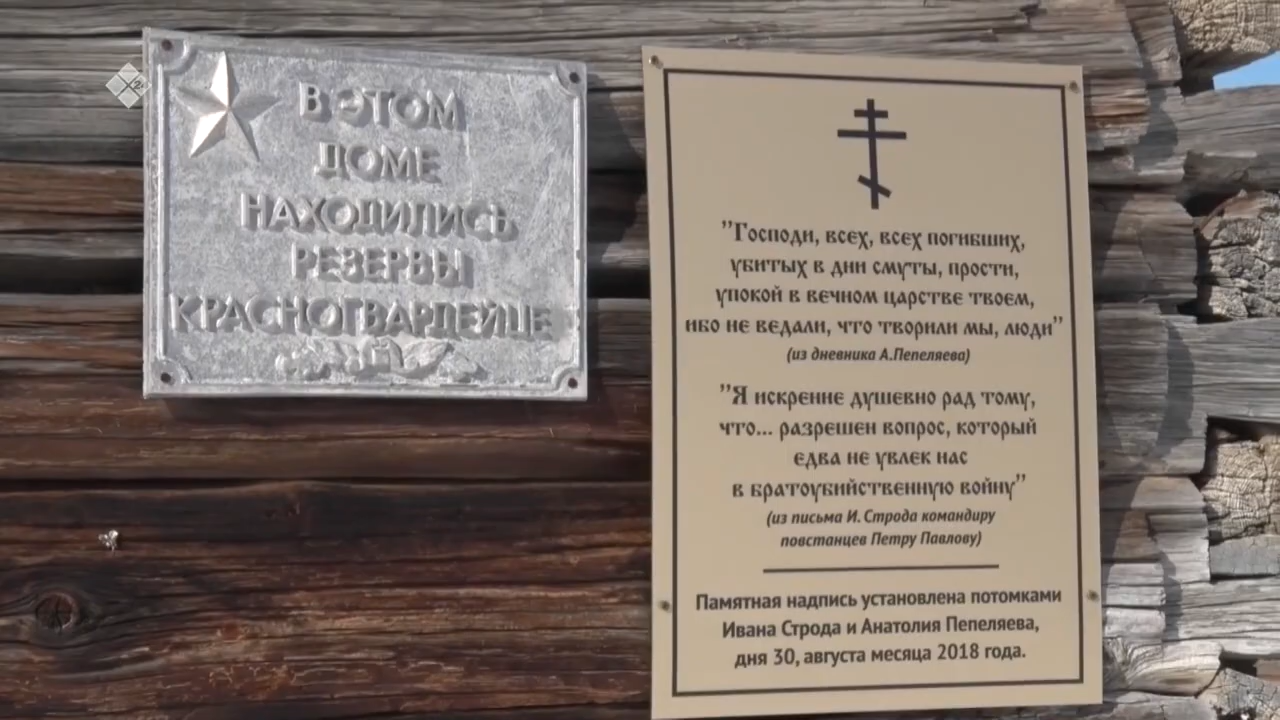 В ЭТОМ
ДОМЕ
НАХОДИЛИСЬ
РЕЗЕРВЫ
КРАСНОГВАРДЕЙЦЕ
"Господи, всех, всех погибших,
убитых в дни смуты, прости,
упокой в вечном царстве твоем,
ибо не ведали, что творили мы, люди"
(из дневника А.Пепеляева)
"Я искренне душевно рад тому,
что... разрешен вопрос, который
едва не увлек нас
в братоубийственную войну"
(из письма И. Строда командиру
повстанцев Петру Павлову)
Памятная надпись установлена потомками
Ивана Строда и Анатолия Пепеляева,
дня 30, августа месяца 2018 года.